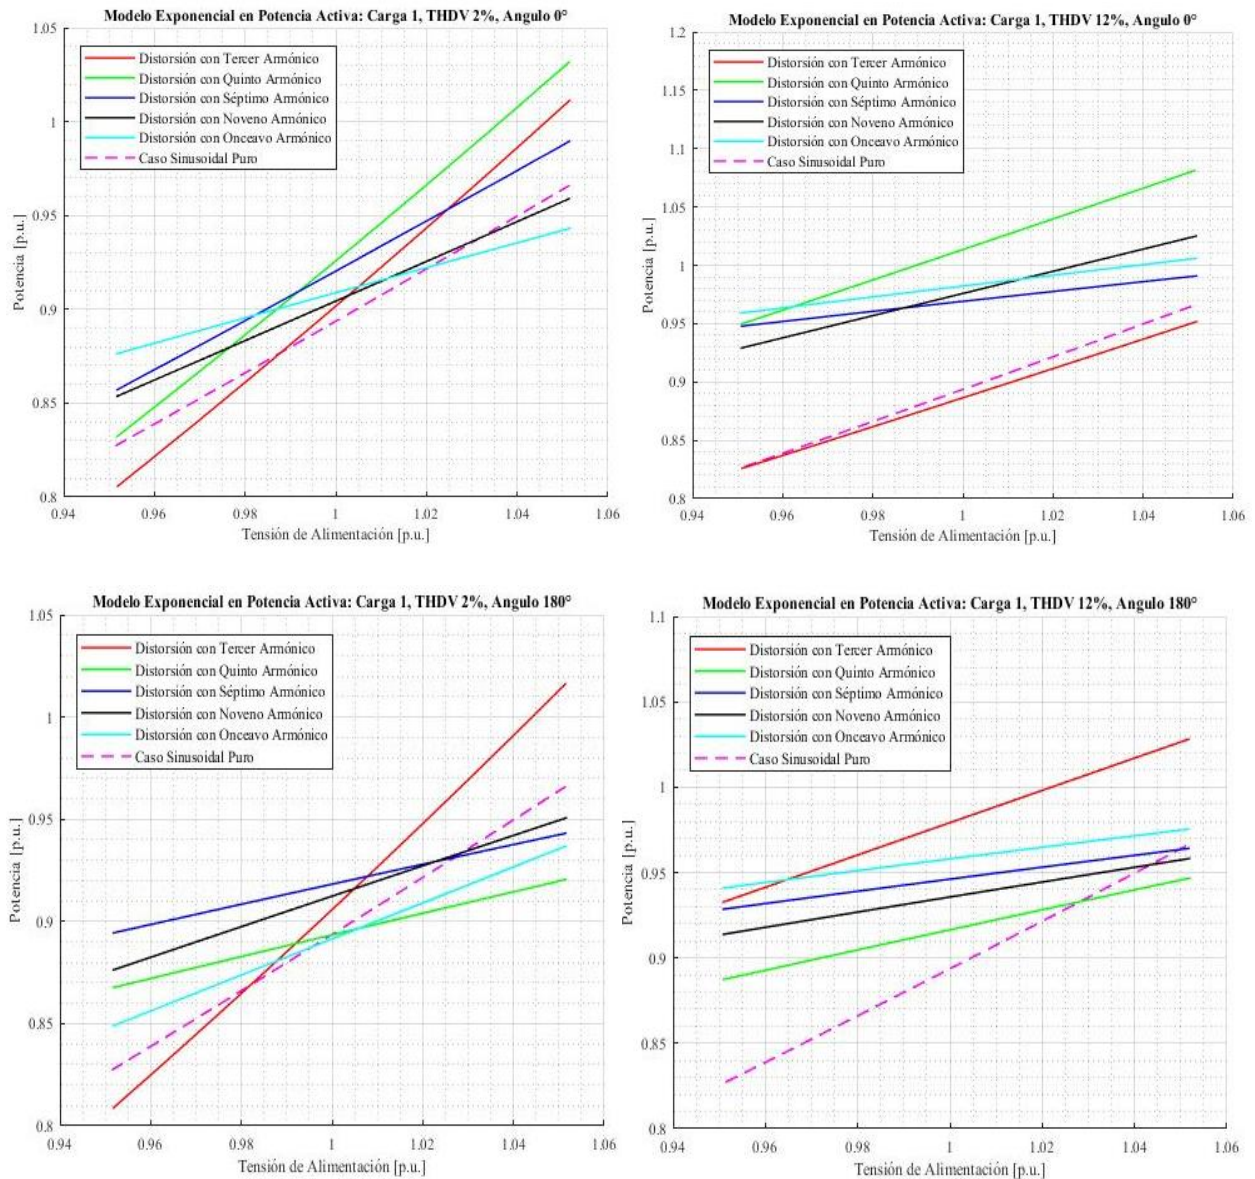 Modelo Exponencial en Potencia Activa: Carga 1, THDV 2%, Angulo 0°
1.05
1
0.95
0.9
0.85
0.8
Potencia [p.u.]
Distorsión con Tercer Armónico
Distorsión con Quinto Armónico
Distorsión con Séptimo Armónico
Distorsión con Noveno Armónico
Distorsión con Onceavo Armónico
Caso Sinusoidal Puro
0.94
0.96
0.98
1
1.02
1.04
1.06
Tensión de Alimentación [p.u.]
Modelo Exponencial en Potencia Activa: Carga 1, THDV 12%, Angulo 0°
1.2
1.15
1.1
1.05
1
0.95
0.9
0.85
0.8
Potencia [p.u.]
Distorsión con Tercer Armónico
Distorsión con Quinto Armónico
Distorsión con Séptimo Armónico
Distorsión con Noveno Armónico
Distorsión con Onceavo Armónico
Caso Sinusoidal Puro
0.94
0.96
0.98
1
1.02
1.04
1.06
Tensión de Alimentación [p.u.]
Modelo Exponencial en Potencia Activa: Carga 1, THDV 2%, Angulo 180°
1.05
1
0.95
0.9
0.85
0.8
Potencia [p.u.]
Distorsión con Tercer Armónico
Distorsión con Quinto Armónico
Distorsión con Séptimo Armónico
Distorsión con Noveno Armónico
Distorsión con Onceavo Armónico
Caso Sinusoidal Puro
0.94
0.96
0.98
1
1.02
1.04
1.06
Tensión de Alimentación [p.u.]
Modelo Exponencial en Potencia Activa: Carga 1, THDV 12%, Angulo 180°
1.1
1.05
1
0.95
0.9
0.85
0.8
Potencia [p.u.]
Distorsión con Tercer Armónico
Distorsión con Quinto Armónico
Distorsión con Séptimo Armónico
Distorsión con Noveno Armónico
Distorsión con Onceavo Armónico
Caso Sinusoidal Puro
0.94
0.96
0.98
1
1.02
1.04
1.06
Tensión de Alimentación [p.u.]